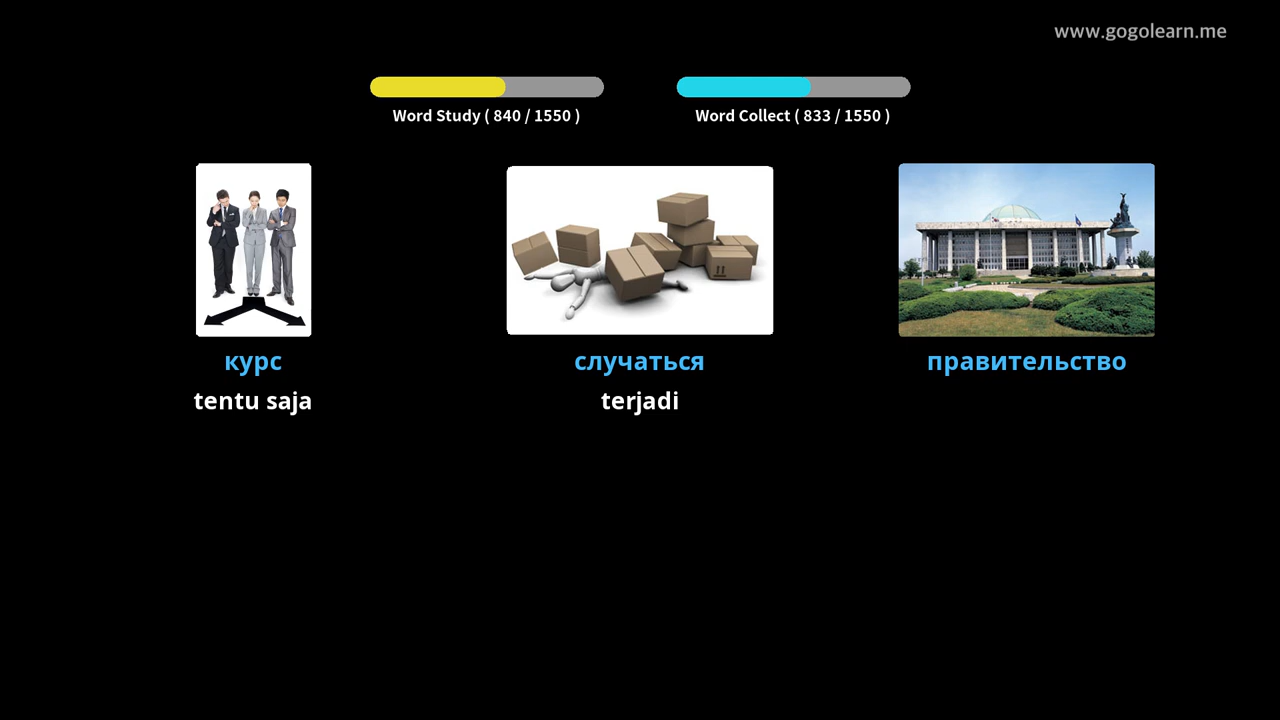 www.gogolearn.me
Word Study ( 840 / 1550 )
Word Collect ( 833 / 1550 )
курс
случаться
правительство
tentu saja
terjadi